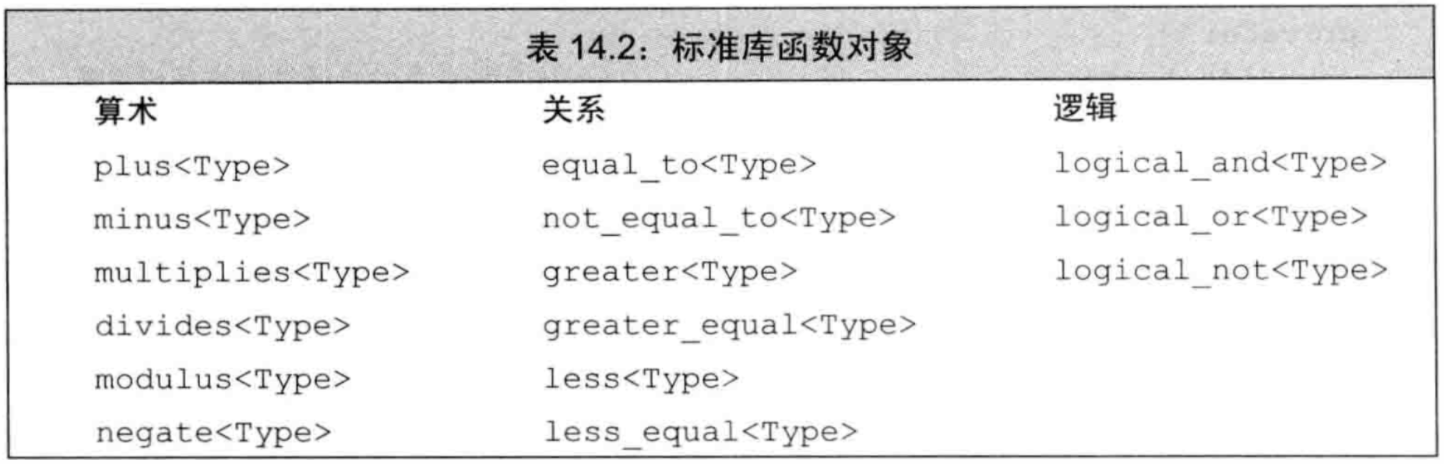 表 14.2：标准库函数对象
算术 关系 逻辑
plus<Type> equal_to<Type> logical_and<Type>
minus<Type> not_equal_to<Type> logical_or<Type>
multiplies<Type> greater<Type> logical_not<Type>
divides<Type> greater_equal<Type>
modulus<Type> less<Type>
negate<Type> less_equal<Type>